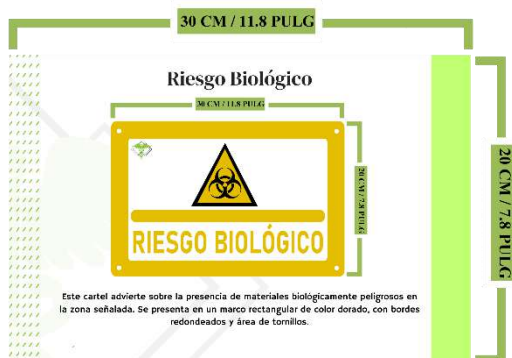 30 CM / 11.8 PULG
Riesgo Biológico
30 CM / 11.8 PULG
20 CM / 7.8 PULG
RIESGO BIOLÓGICO
20 CM / 7.8 PULG
Este cartel advierte sobre la presencia de materiales biológicamente peligrosos en
la zona señalada. Se presenta en un marco rectangular de color dorado, con bordes
redondeados y área de tornillos.